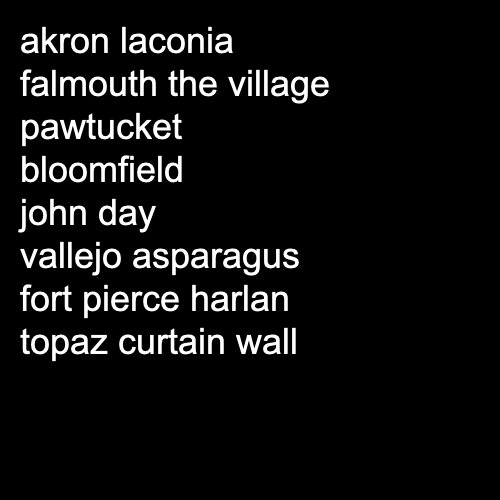 akron laconia
falmouth the village
pawtucket
bloomfield
john day
vallejo asparagus
fort pierce harlan
topaz curtain wall